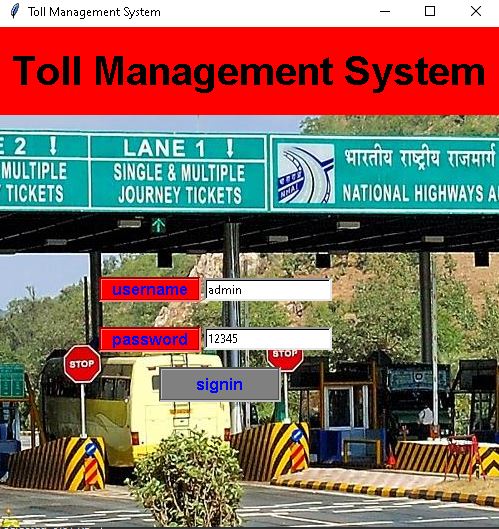 Toll Management System
Toll Management System
2
LANE 1
MULTIPLE
TICKETS
SINGLE & MULTIPLE
JOURNEY TICKETS
NHAI
भारतीय राष्ट्रीय राजमार्ग
NATIONAL HIGHWAYS A
username
admin
password
12345
STOP
STOP
signin